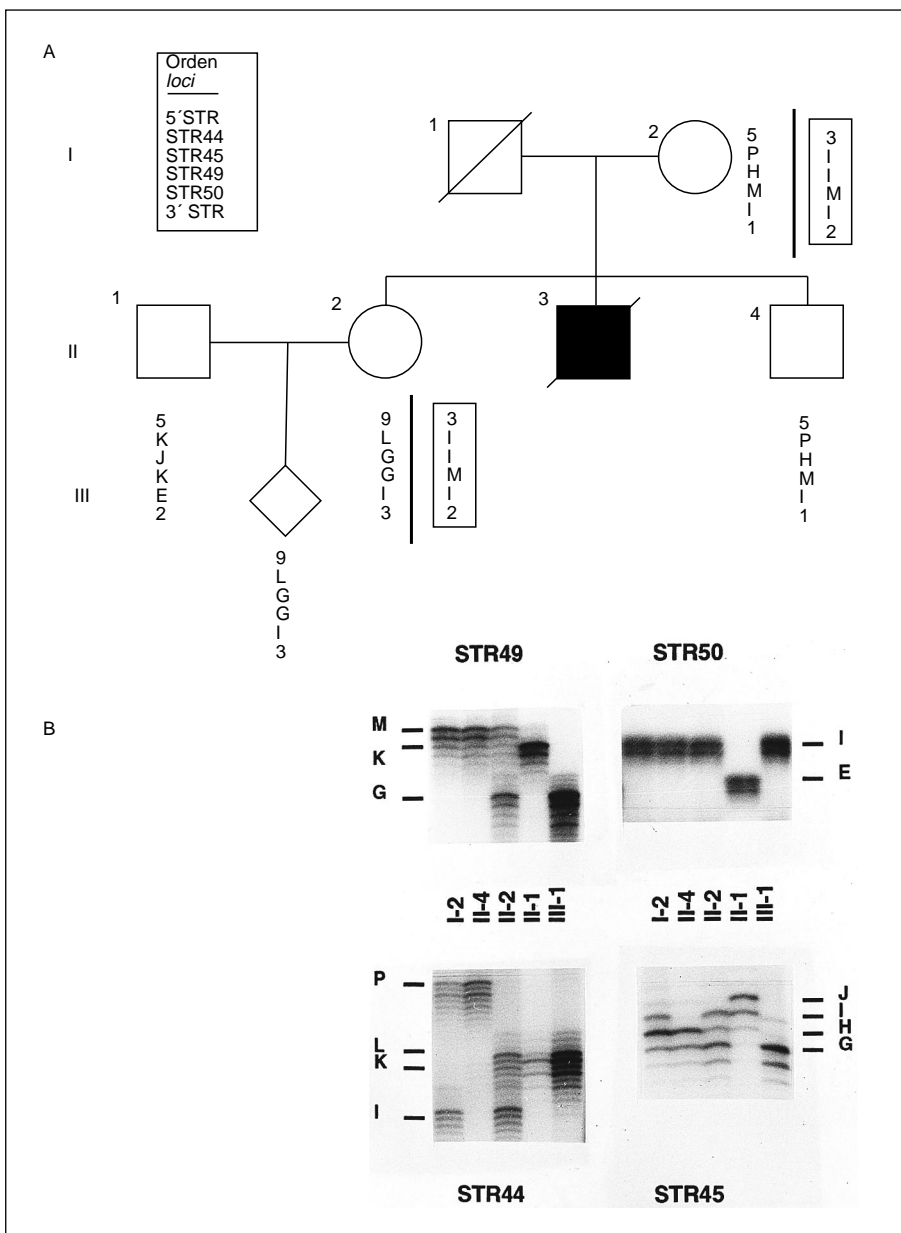 A
Orden
loci
5´STR
STR44
STR45
STR49
STR50
3´ STR
I
1
2
5
P
H
M
I
1
3
I
I
M
I
2
II
1
2
3
4
III
5
K
J
K
E
2
9
L
G
G
I
3
9
L
G
G
I
3
3
I
I
M
I
2
5
P
H
M
I
1
B
STR49
STR50
M
K
G
I
E
I-2
II-4
II-2
II-1
III-1
I-2
II-4
II-2
II-1
III-1
P
L
K
I
J
I
H
G
STR44
STR45